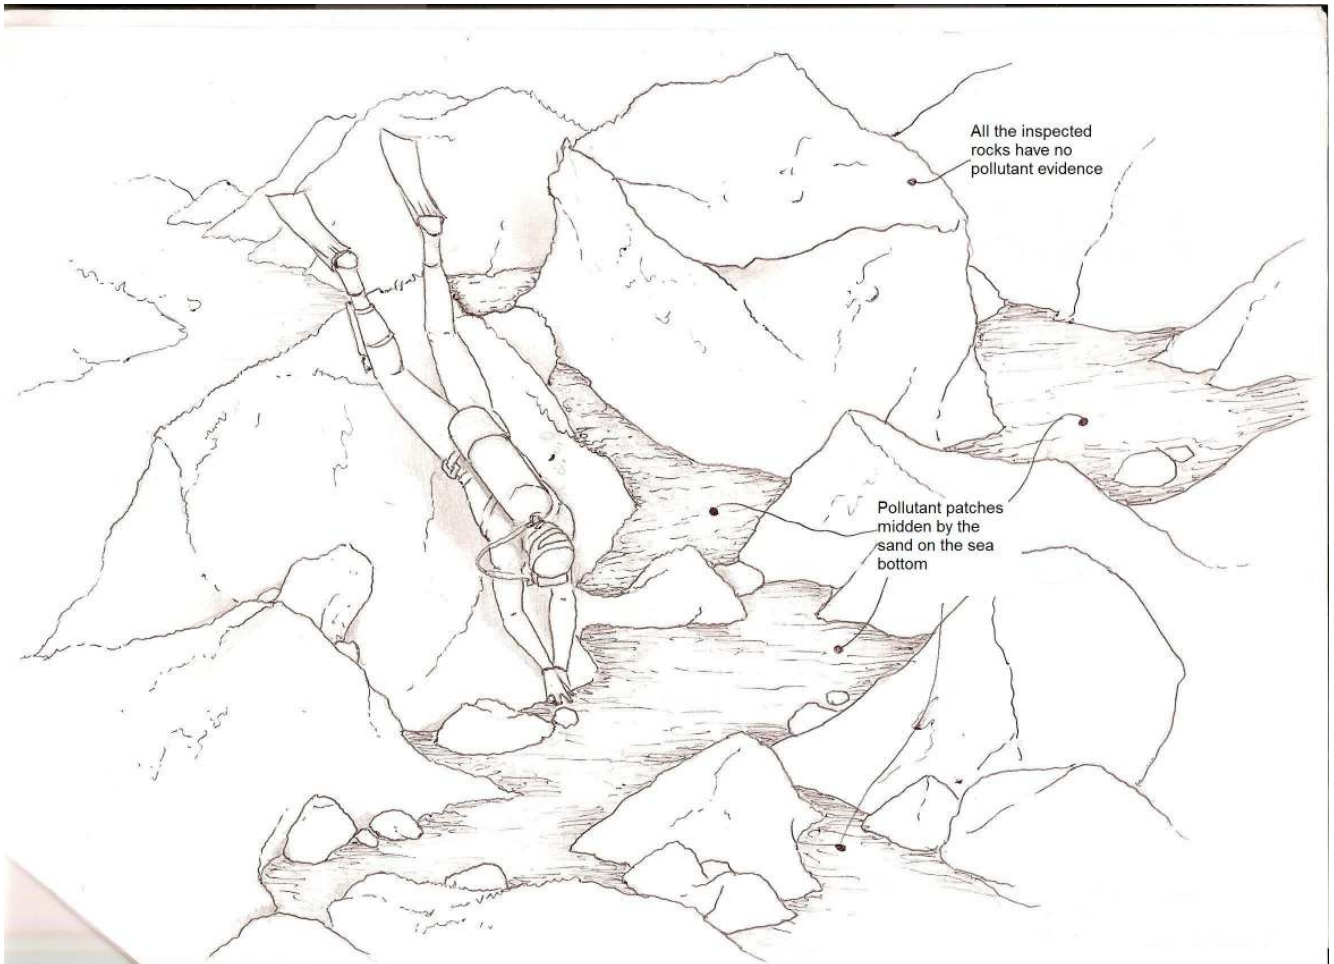 All the inspected
rocks have no
pollutant evidence
Pollutant patches
midden by the
sand on the sea
bottom